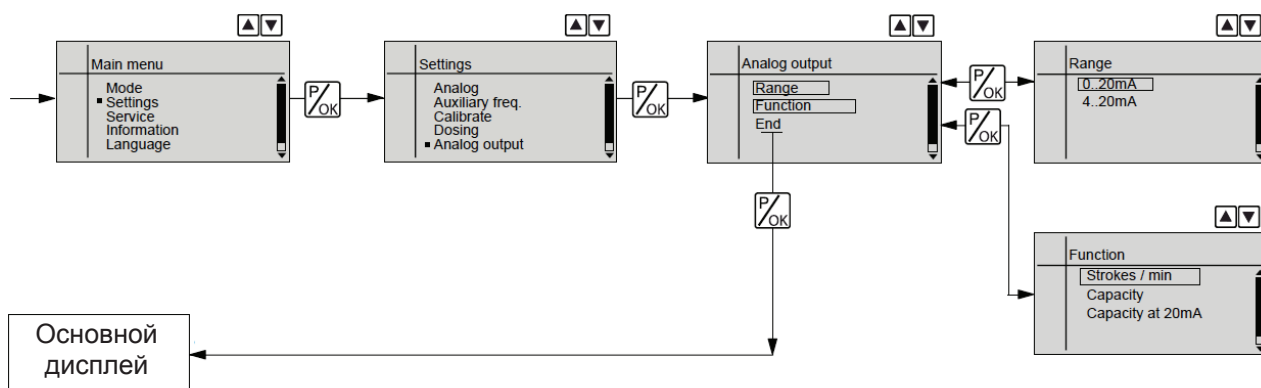 Main menu
Mode
Settings
Service
Information
Language
P/OK
Settings
Analog
Auxiliary freq.
Calibrate
Dosing
Analog output
P/OK
Analog output
Range
Function
End
P/OK
P/OK
Range
0..20mA
4..20mA
P/OK
Function
Strokes / min
Capacity
Capacity at 20mA
Основной
дисплей